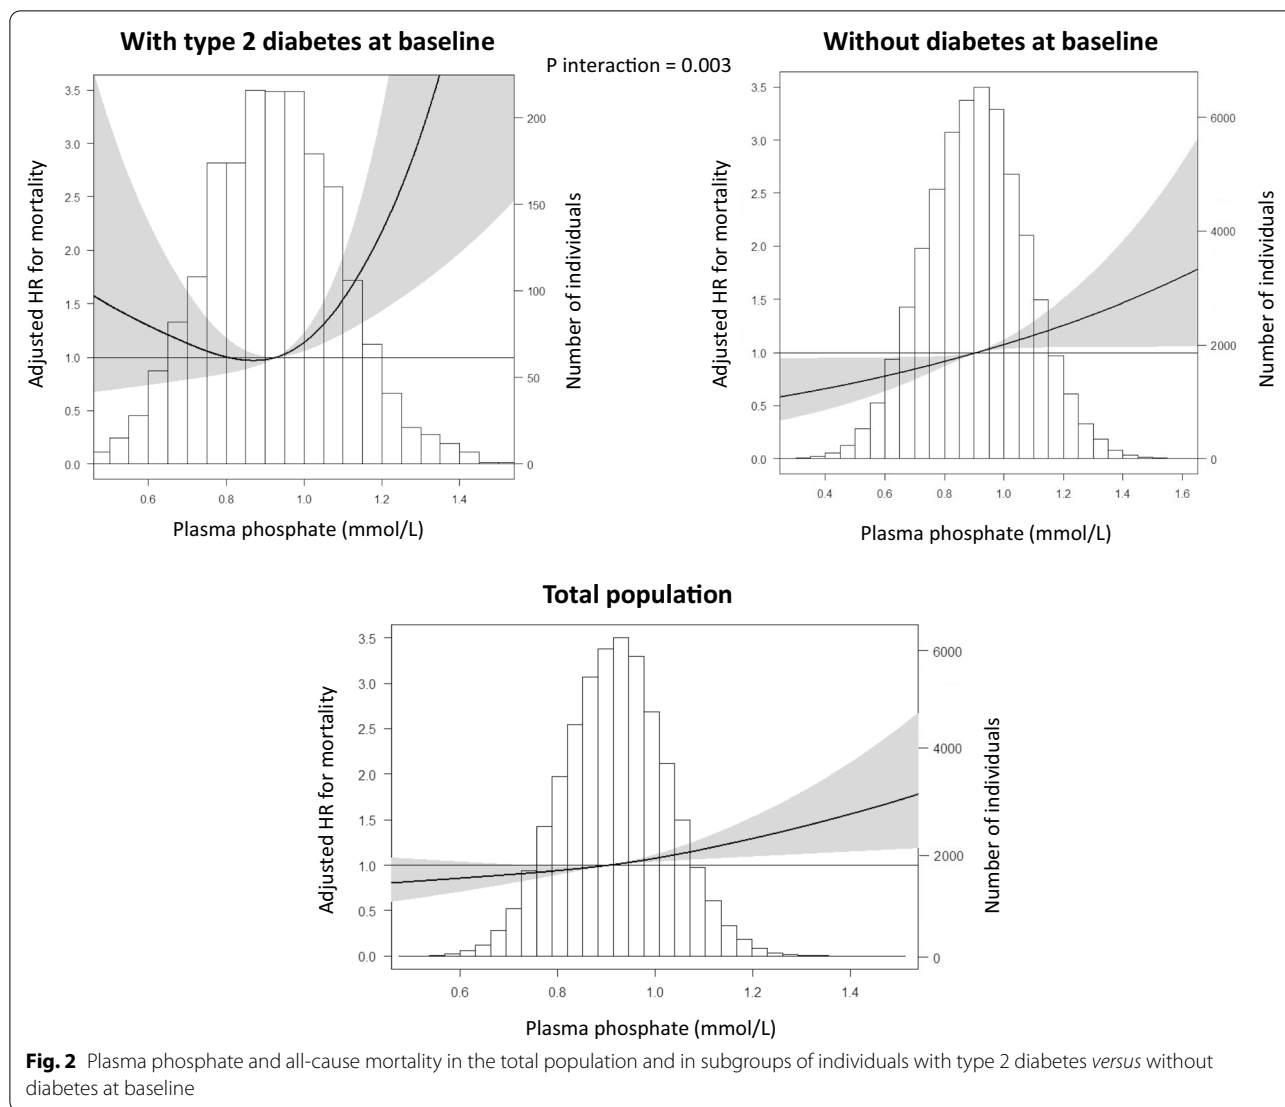 With type 2 diabetes at baseline
P interaction = 0.003
Without diabetes at baseline
Adjusted HR for mortality
3.5
3.0
2.5
2.0
1.5
1.0
0.5
0.0
200
150
100
50
0
Number of individuals
0.6 0.8 1.0 1.2 1.4
Plasma phosphate (mmol/L)
Adjusted HR for mortality
3.5
3.0
2.5
2.0
1.5
1.0
0.5
0.0
6000
4000
2000
0
Number of individuals
0.4 0.6 0.8 1.0 1.2 1.4 1.6
Plasma phosphate (mmol/L)
Total population
Adjusted HR for mortality
3.5
3.0
2.5
2.0
1.5
1.0
0.5
0.0
6000
4000
2000
0
Number of individuals
0.6 0.8 1.0 1.2 1.4
Plasma phosphate (mmol/L)
Fig. 2 Plasma phosphate and all-cause mortality in the total population and in subgroups of individuals with type 2 diabetes versus without
diabetes at baseline